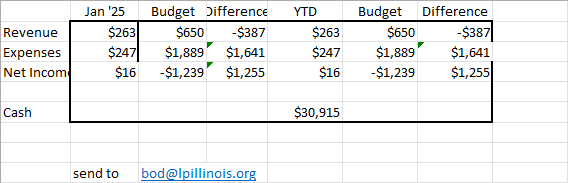 Jan '25 Budget Difference YTD Budget Difference
Revenue $263 $650 -$387 $263 $650 -$387
Expenses $247 $1,889 $1,641 $247 $1,889 $1,641
Net Incom $16 -$1,239 $1,255 $16 -$1,239 $1,255
Cash $30,915
send to bod@lpillinois.org